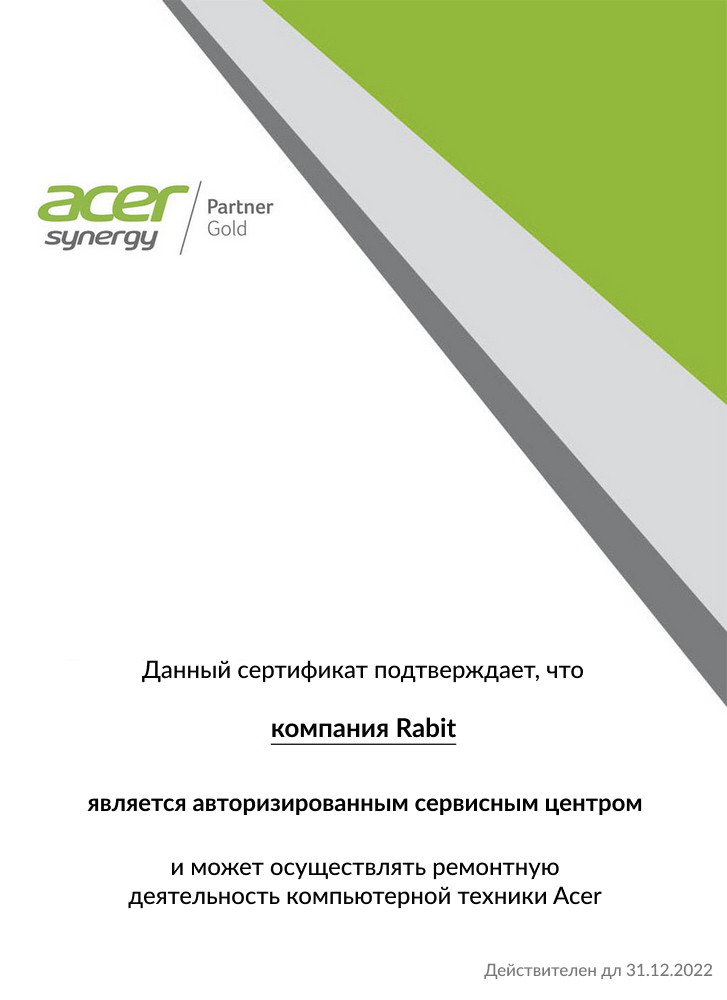 acer
synergy
Partner
Gold
Данный сертификат подтверждает, что
компания Rabit
является авторизированным сервисным центром
и может осуществлять ремонтную
деятельность компьютерной техники Acer
Действителен дл 31.12.2022